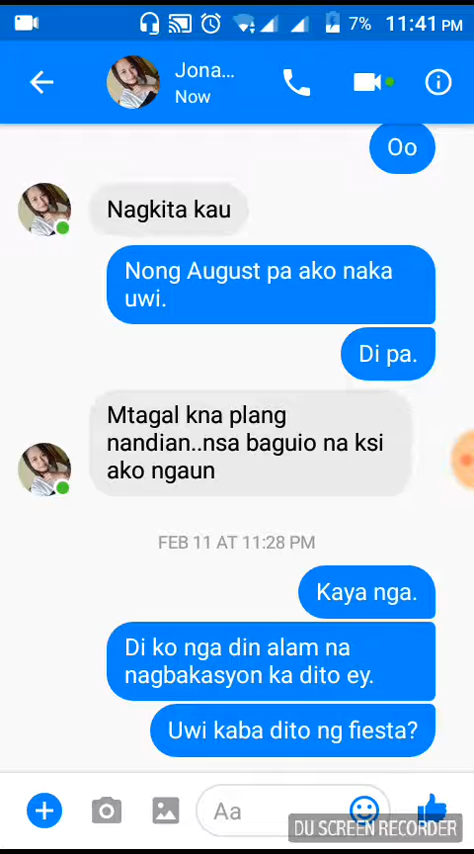 7% 11:41 PM
Jona...
Now
Oo
Nagkita kau
Nong August pa ako naka
uwi.
Di pa.
Mtagal kna plang
nandian..nsa baguio na ksi
ako ngaun
FEB 11 AT 11:28 PM
Kaya nga.
Di ko nga din alam na
nagbakasyon ka dito ey.
Uwi kaba dito ng fiesta?
Aa
DU SCREEN RECORDER